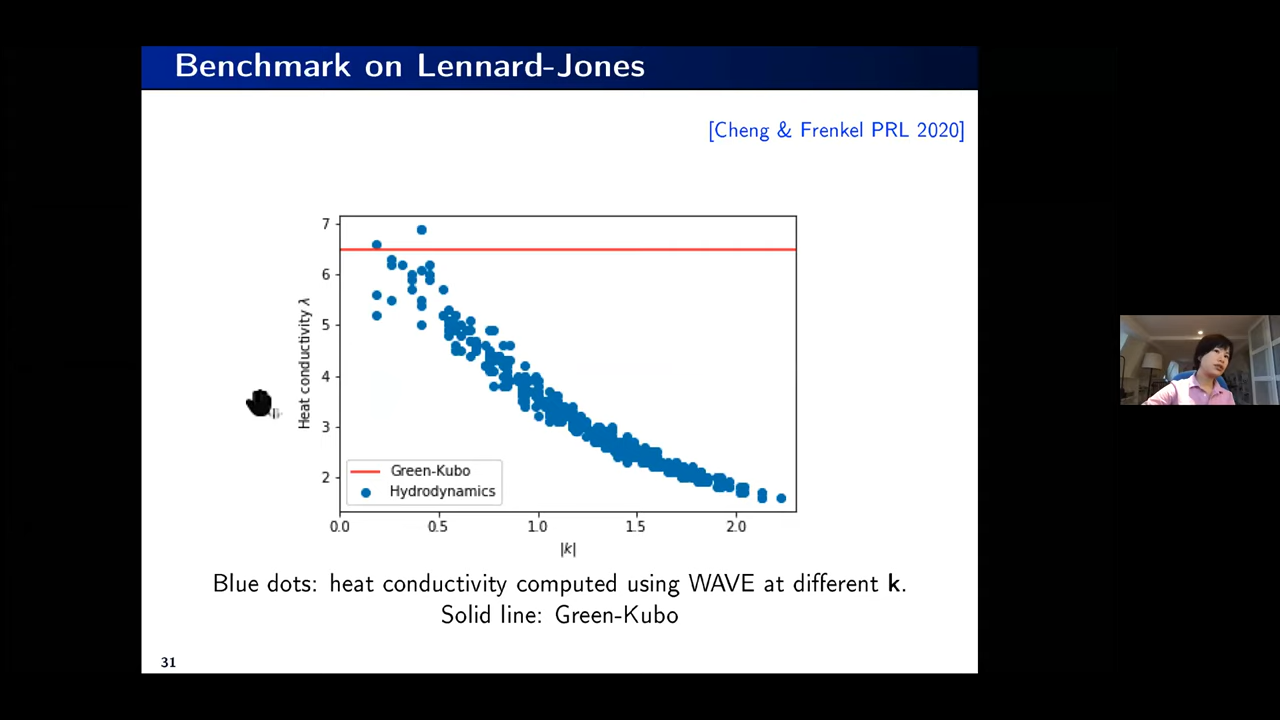 Benchmark on Lennard-Jones
[Cheng & Frenkel PRL 2020]
7
6
5
4
3
2
Heat conductivity λ
Green-Kubo
Hydrodynamics
0.0 0.5 1.0 1.5 2.0
|k|
Blue dots: heat conductivity computed using WAVE at different k.
Solid line: Green-Kubo
31